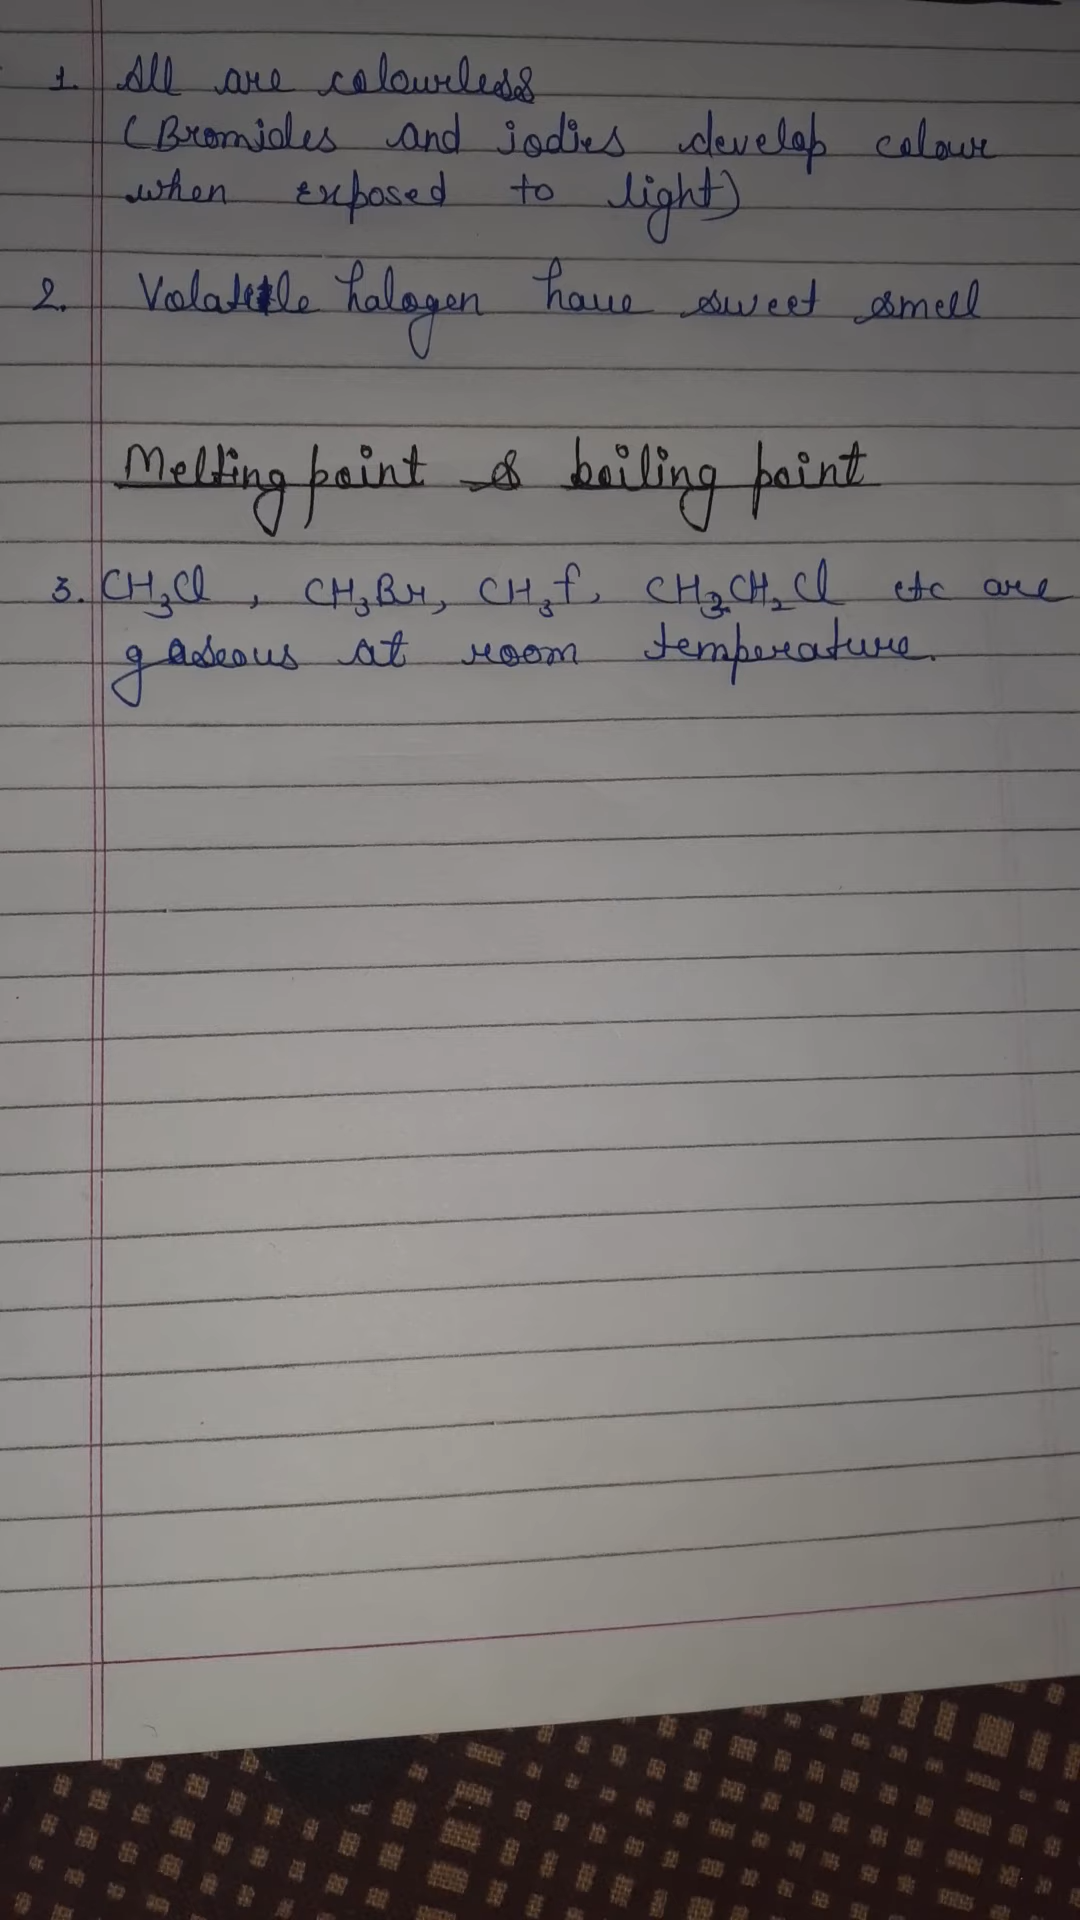 1. All are colourless
(Bromides and iodies develop colour
when exposed to light)
2. Volatile halogen have sweet smell
Melting point & boiling point
3. CH₃Cl, CH₃Br, CH₃f, CH₃CH₂Cl etc are
gaseous at room temperature.